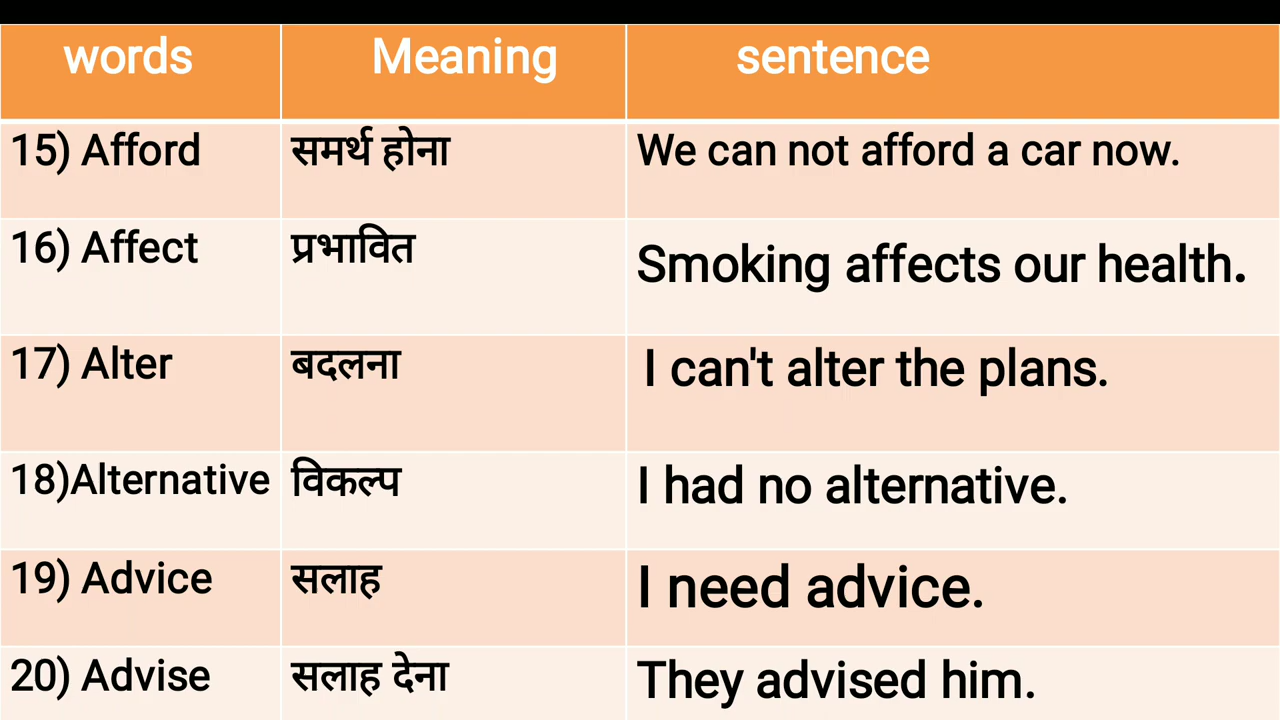 words Meaning sentence
15) Afford समर्थ होना We can not afford a car now.
16) Affect प्रभावित Smoking affects our health.
17) Alter बदलना I can't alter the plans.
18)Alternative विकल्प I had no alternative.
19) Advice सलाह I need advice.
20) Advise सलाह देना They advised him.